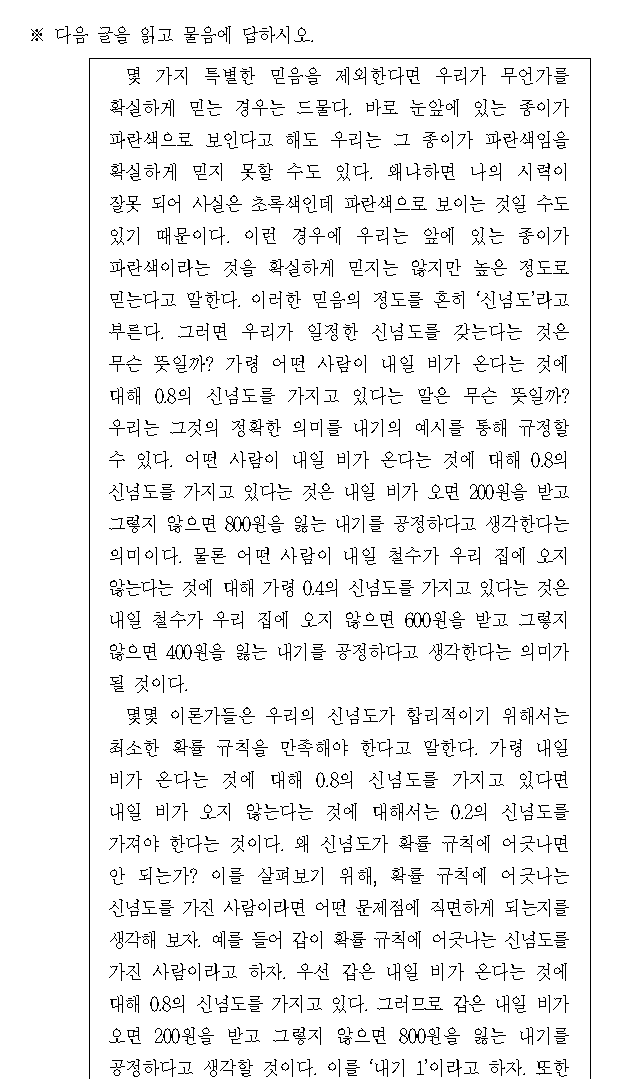 ※ 다음 글을 읽고 물음에 답하시오.
몇 가지 특별한 믿음을 제외한다면 우리가 무언가를
확실하게 믿는 경우는 드물다. 바로 눈앞에 있는 종이가
파란색으로 보인다고 해도 우리는 그 종이가 파란색임을
확실하게 믿지 못할 수도 있다. 왜냐하면 나의 시력이
잘못 되어 사실은 초록색인데 파란색으로 보이는 것일 수도
있기 때문이다. 이런 경우에 우리는 앞에 있는 종이가
파란색이라는 것을 확실하게 믿지는 않지만 높은 정도로
믿는다고 말한다. 이러한 믿음의 정도를 흔히 ‘신념도’라고
부른다. 그러면 우리가 일정한 신념도를 갖는다는 것은
무슨 뜻일까? 가령 어떤 사람이 내일 비가 온다는 것에
대해 0.8의 신념도를 가지고 있다는 말은 무슨 뜻일까?
우리는 그것의 정확한 의미를 내기의 예시를 통해 규정할
수 있다. 어떤 사람이 내일 비가 온다는 것에 대해 0.8의
신념도를 가지고 있다는 것은 내일 비가 오면 200원을 받고
그렇지 않으면 800원을 잃는 내기를 공정하다고 생각한다는
의미이다. 물론 어떤 사람이 내일 철수가 우리 집에 오지
않는다는 것에 대해 가령 0.4의 신념도를 가지고 있다는 것은
내일 철수가 우리 집에 오지 않으면 600원을 받고 그렇지
않으면 400원을 잃는 내기를 공정하다고 생각한다는 의미가
될 것이다.
몇몇 이론가들은 우리의 신념도가 합리적이기 위해서는
최소한 확률 규칙을 만족해야 한다고 말한다. 가령 내일
비가 온다는 것에 대해 0.8의 신념도를 가지고 있다면
내일 비가 오지 않는다는 것에 대해서는 0.2의 신념도를
가져야 한다는 것이다. 왜 신념도가 확률 규칙에 어긋나면
안 되는가? 이를 살펴보기 위해, 확률 규칙에 어긋나는
신념도를 가진 사람이라면 어떤 문제점에 직면하게 되는지를
생각해 보자. 예를 들어 갑이 확률 규칙에 어긋나는 신념도를
가진 사람이라고 하자. 우선 갑은 내일 비가 온다는 것에
대해 0.8의 신념도를 가지고 있다. 그러므로 갑은 내일 비가
오면 200원을 받고 그렇지 않으면 800원을 잃는 내기를
공정하다고 생각할 것이다. 이를 ‘내기 1’이라고 하자. 또한